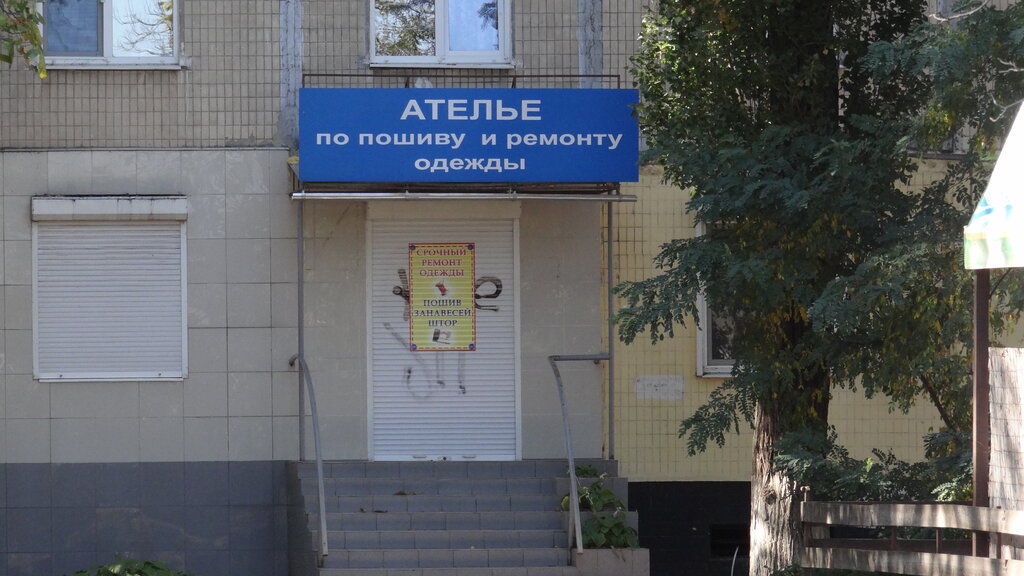 АТЕЛЬЕ
по пошиву и ремонту
одежды
СРОЧНЫЙ
РЕМОНТ
ОДЕЖДЫ
ПОШИВ
ЗАНАВЕСЕЙ
ШТОР